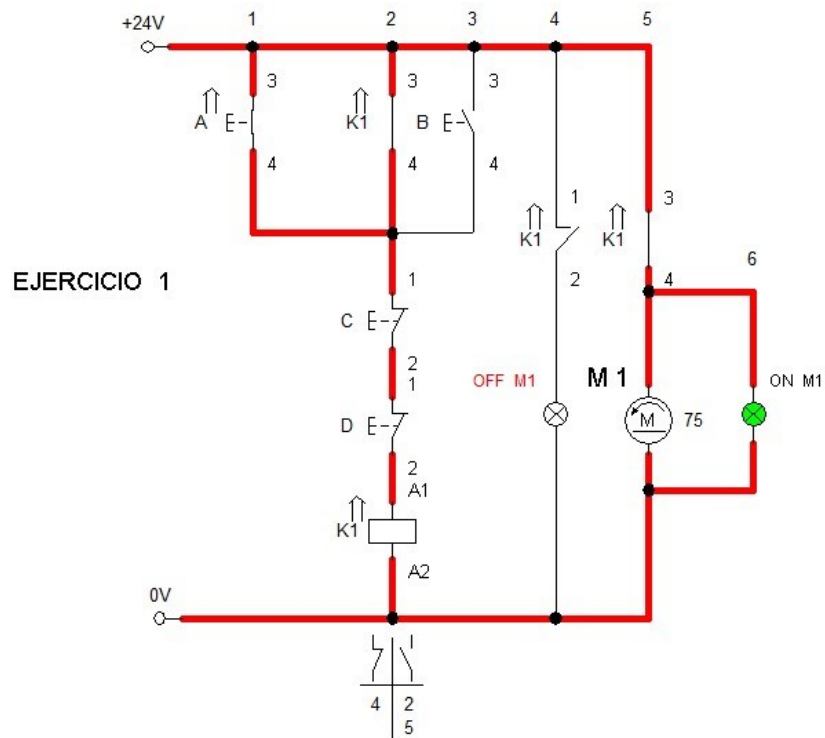 +24V 1 2 3 4 5
3 3 3
A K1 B
4 4 4
1 3
K1 K1
2 4 6
EJERCICIO 1
1
C
2
1
OFF M1 M 1 ON M1
D M 75
2
A1
K1
A2
0V
4 2
5